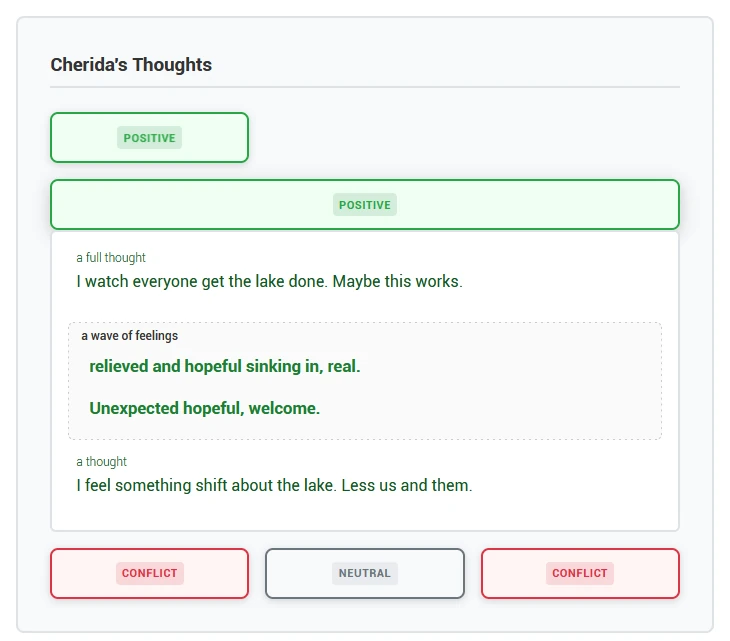 Cherida's Thoughts
POSITIVE
POSITIVE
a full thought
I watch everyone get the lake done. Maybe this works.
a wave of feelings
relieved and hopeful sinking in, real.
Unexpected hopeful, welcome.
a thought
I feel something shift about the lake. Less us and them.
CONFLICT
NEUTRAL
CONFLICT